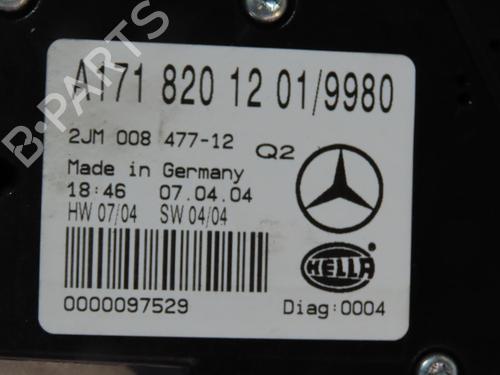 A171 820 12 01/9980
2JM 008 477-12 Q2
Made in Germany
18:46 07.04.04
HW 07/04 SW 04/04
HELLA
0000097529 Diag:0004
B-PARTS